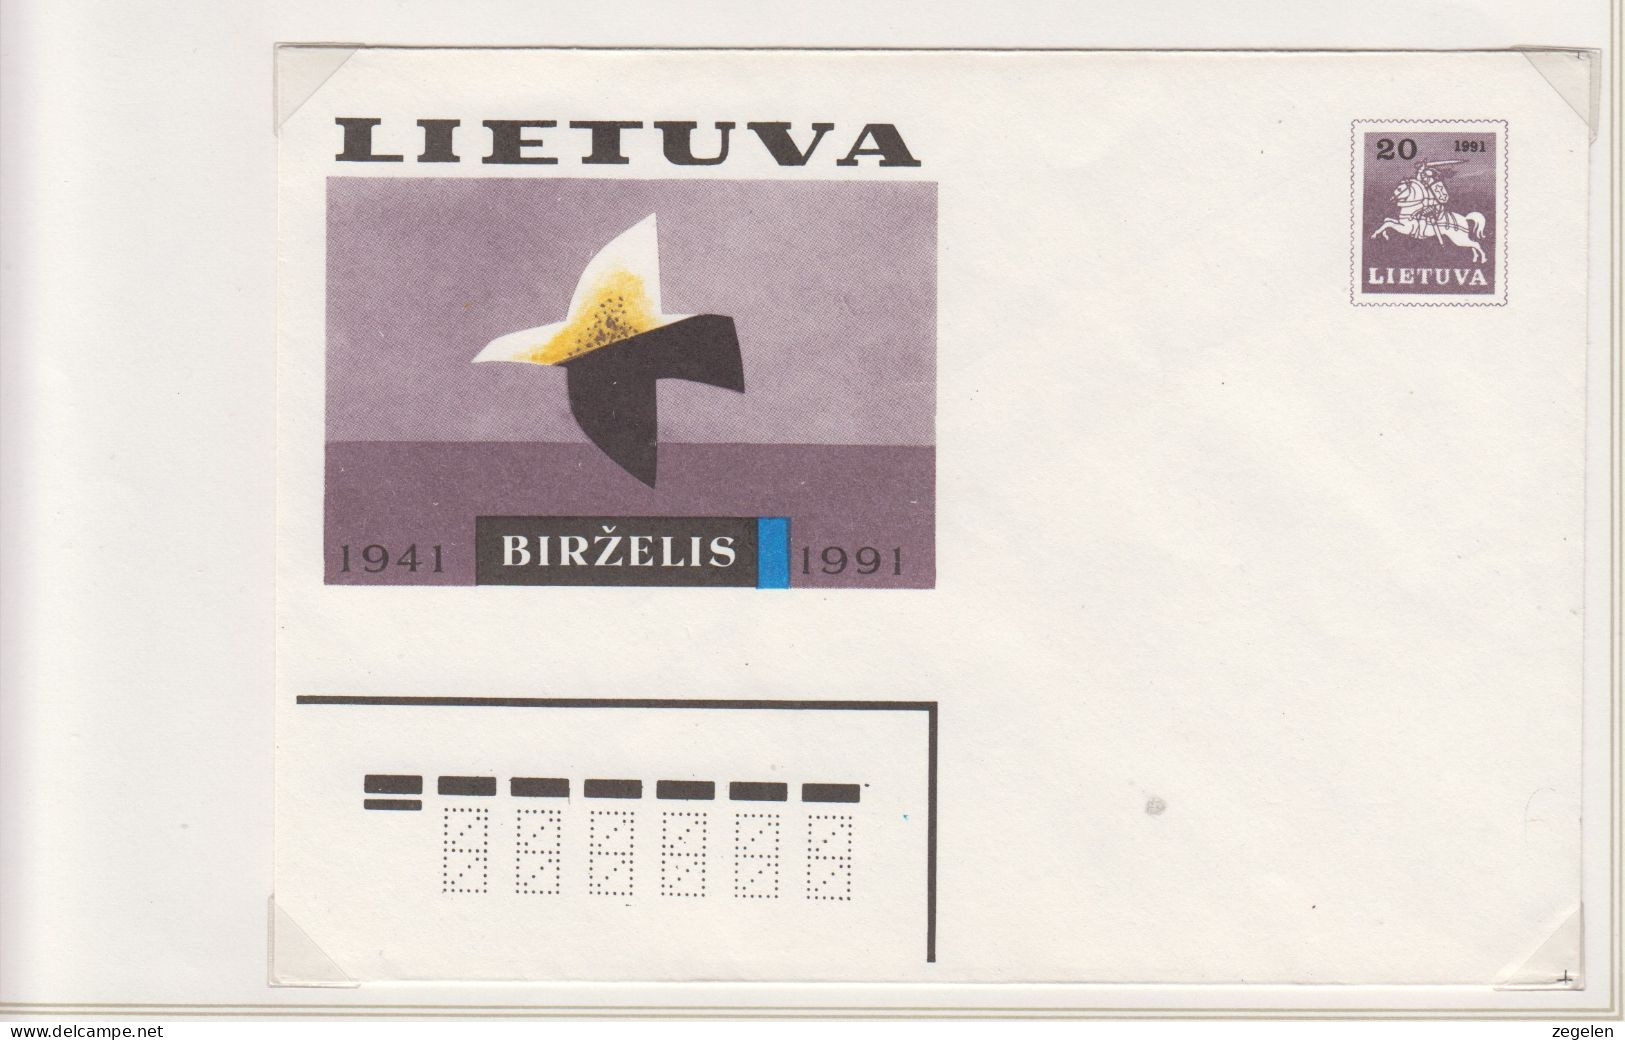 LIETUVA
20 1991
LIETUVA
1941 BIRŽELIS 1991
www.delcampe.net
zegelen